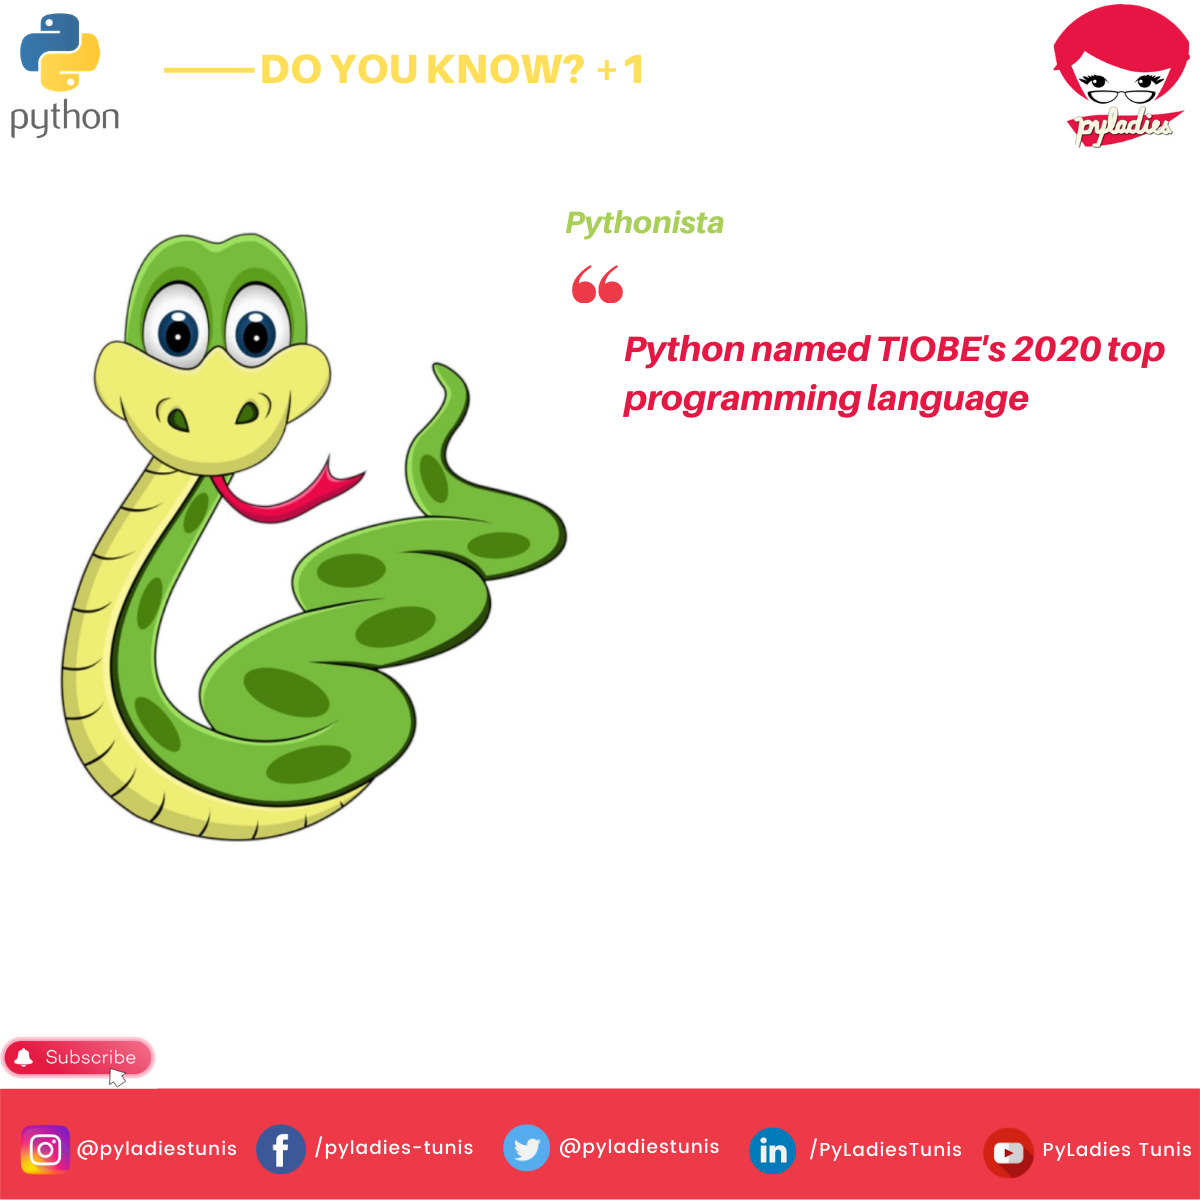 python
DO YOU KNOW? +1
pyladies
Pythonista
“
Python named TIOBE's 2020 top
programming language
Subscribe
@pyladiestunis
/pyladies-tunis
@pyladiestunis
/PyLadiesTunis
PyLadies Tunis